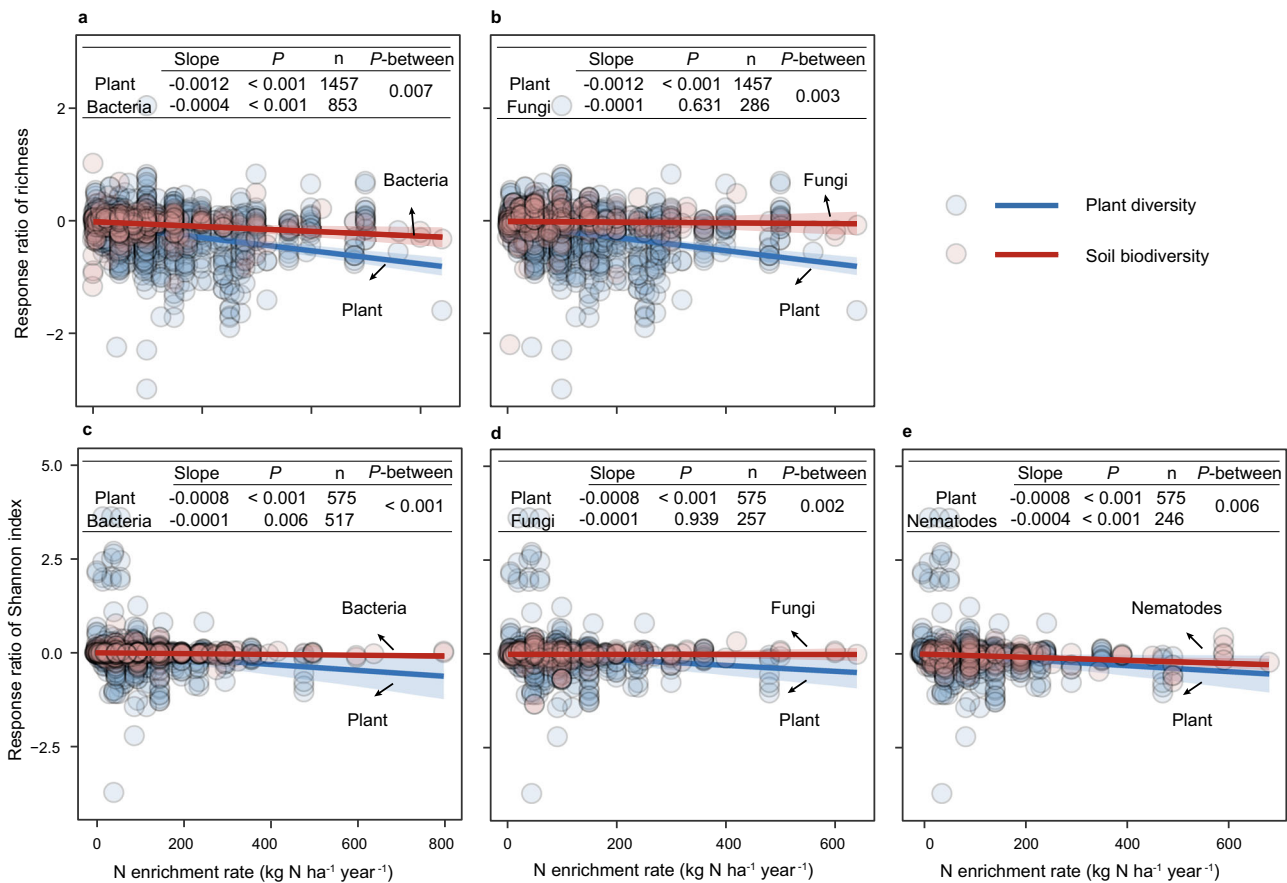 a
Slope P n P-between
Plant -0.0012 < 0.001 1457 0.007
Bacteria -0.0004 < 0.001 853
Response ratio of richness
2
0
−2
Bacteria
Plant
b
Slope P n P-between
Plant -0.0012 < 0.001 1457 0.003
Fungi -0.0001 0.631 286
Fungi
Plant
Plant diversity
Soil biodiversity
c
Slope P n P-between
Plant -0.0008 < 0.001 575 < 0.001
Bacteria -0.0001 0.006 517
Response ratio of Shannon index
5.0
2.5
0.0
−2.5
Bacteria
Plant
0 200 400 600 800
N enrichment rate (kg N ha⁻¹ year⁻¹)
d
Slope P n P-between
Plant -0.0008 < 0.001 575 0.002
Fungi -0.0001 0.939 257
Fungi
Plant
0 200 400 600
N enrichment rate (kg N ha⁻¹ year⁻¹)
e
Slope P n P-between
Plant -0.0008 < 0.001 575 0.006
Nematodes -0.0004 < 0.001 246
Nematodes
Plant
0 200 400 600
N enrichment rate (kg N ha⁻¹ year⁻¹)